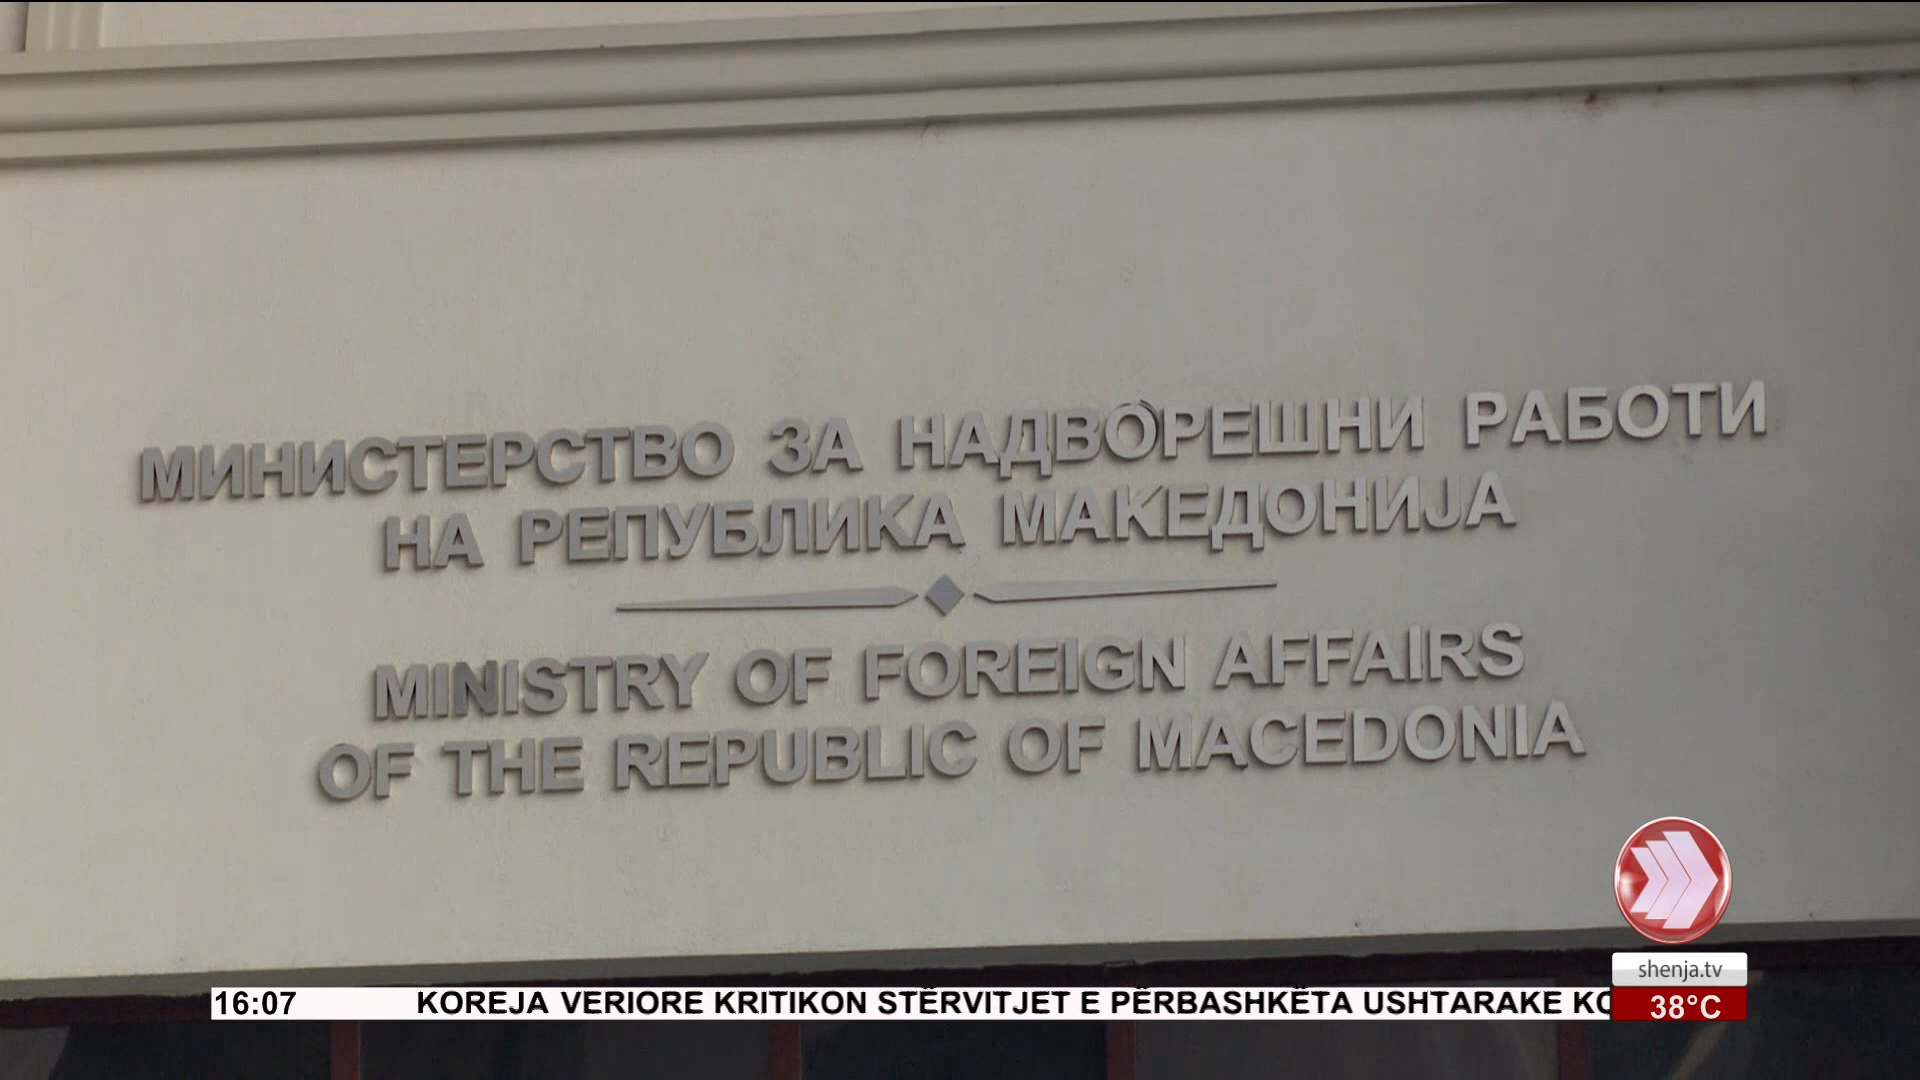 МИНИСТЕРСТВО ЗА НАДВОРЕШНИ РАБОТИ
НА РЕПУБЛИКА МАКЕДОНИЈА
MINISTRY OF FOREIGN AFFAIRS
OF THE REPUBLIC OF MACEDONIA
shenja.tv
16:07 KOREJA VERIORE KRITIKON STËRVITJET E PËRBASHKËTA USHTARAKE
38°C